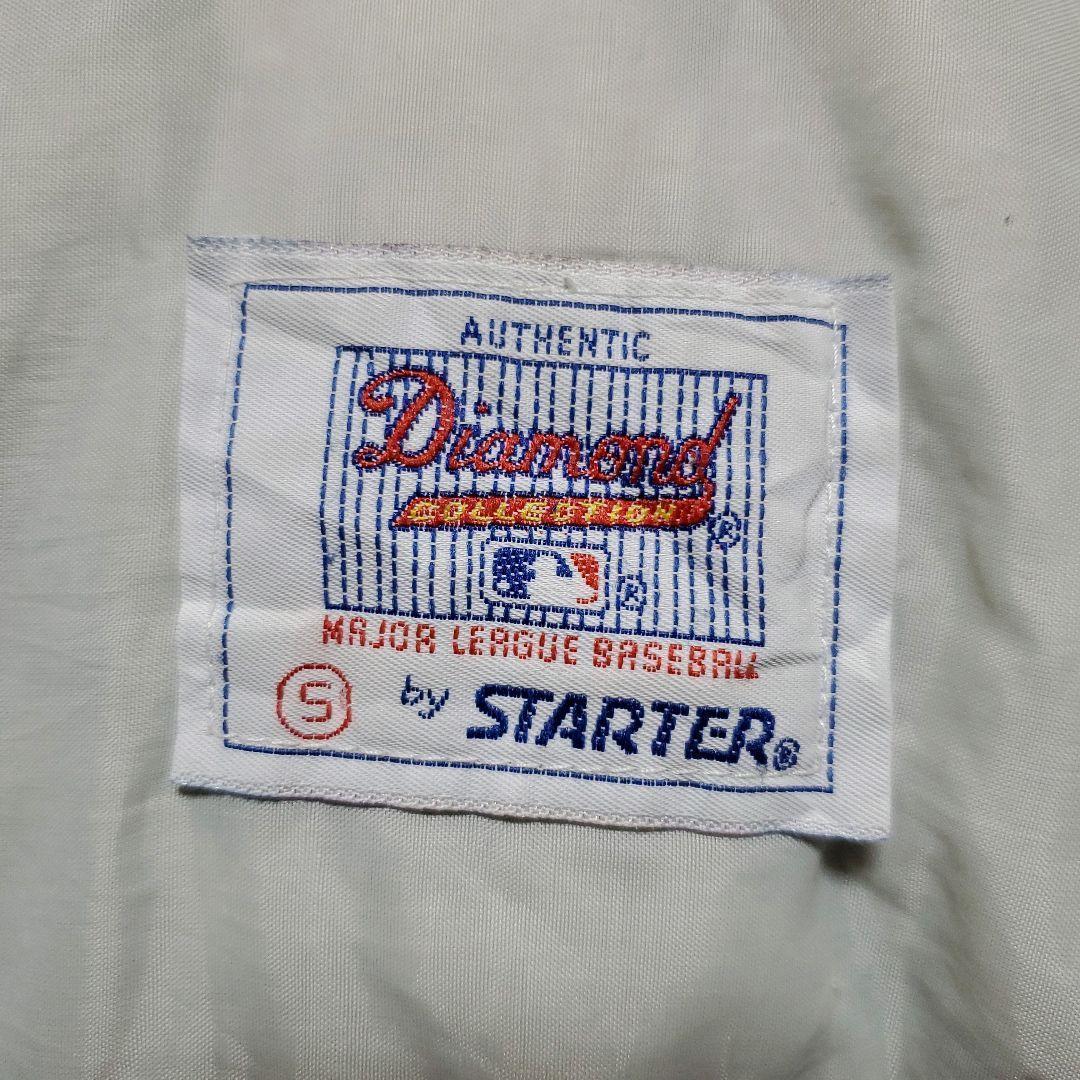 AUTHENTIC
Diamond
COLLECTION
®
®
MAJOR LEAGUE BASEBALL
S by STARTER®